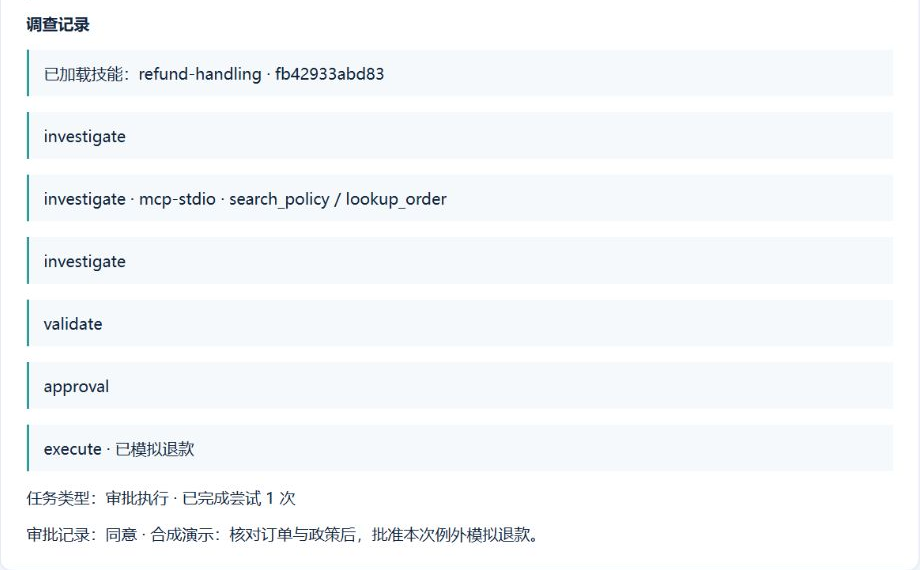 调查记录
已加载技能：refund-handling · fb42933abd83
investigate
investigate · mcp-stdio · search_policy / lookup_order
investigate
validate
approval
execute · 已模拟退款
任务类型：审批执行 · 已完成尝试 1 次
审批记录：同意 · 合成演示：核对订单与政策后，批准本次例外模拟退款。